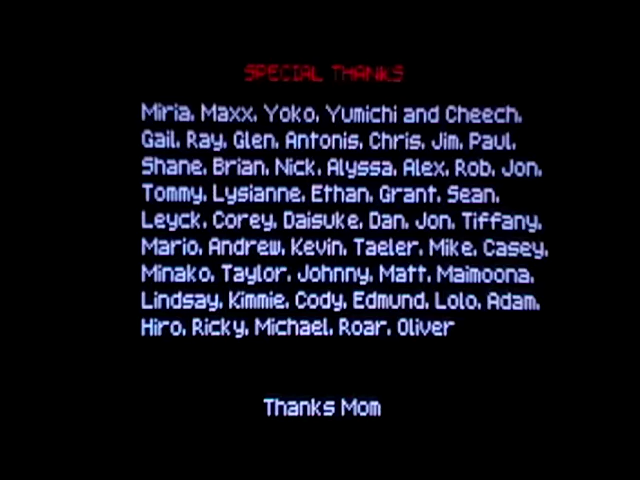 SPECIAL THANKS
Miria, Maxx, Yoko, Yumichi and Cheech,
Gail, Ray, Glen, Antonis, Chris, Jim, Paul,
Shane, Brian, Nick, Alyssa, Alex, Rob, Jon,
Tommy, Lysianne, Ethan, Grant, Sean,
Leyck, Corey, Daisuke, Dan, Jon, Tiffany,
Mario, Andrew, Kevin, Taeler, Mike, Casey,
Minako, Taylor, Johnny, Matt, Maimoona,
Lindsay, Kimmie, Cody, Edmund, Lolo, Adam,
Hiro, Ricky, Michael, Roar, Oliver
Thanks Mom